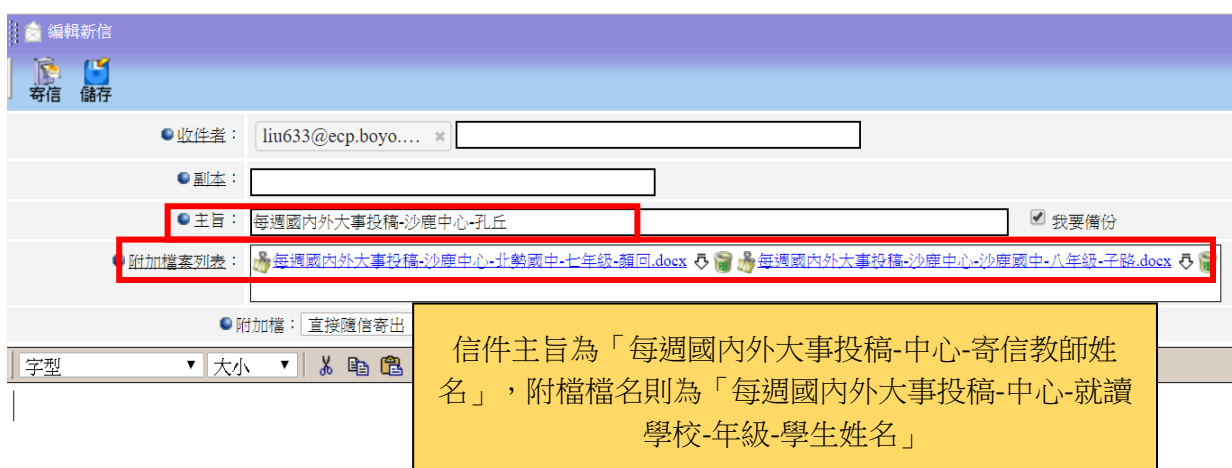 編輯新信
寄信 儲存
收件者： liu633@ecp.boyo.... ×
副本：
主旨： 每週國內外大事投稿-沙鹿中心-孔丘 我要備份
附加檔案列表： 每週國內外大事投稿-沙鹿中心-北勢國中-七年級-顏回.docx 每週國內外大事投稿-沙鹿中心-沙鹿國中-八年級-子路.docx
附加檔： 直接隨信寄出
字型 大小
信件主旨為「每週國內外大事投稿-中心-寄信教師姓
名」，附檔檔名則為「每週國內外大事投稿-中心-就讀
學校-年級-學生姓名」